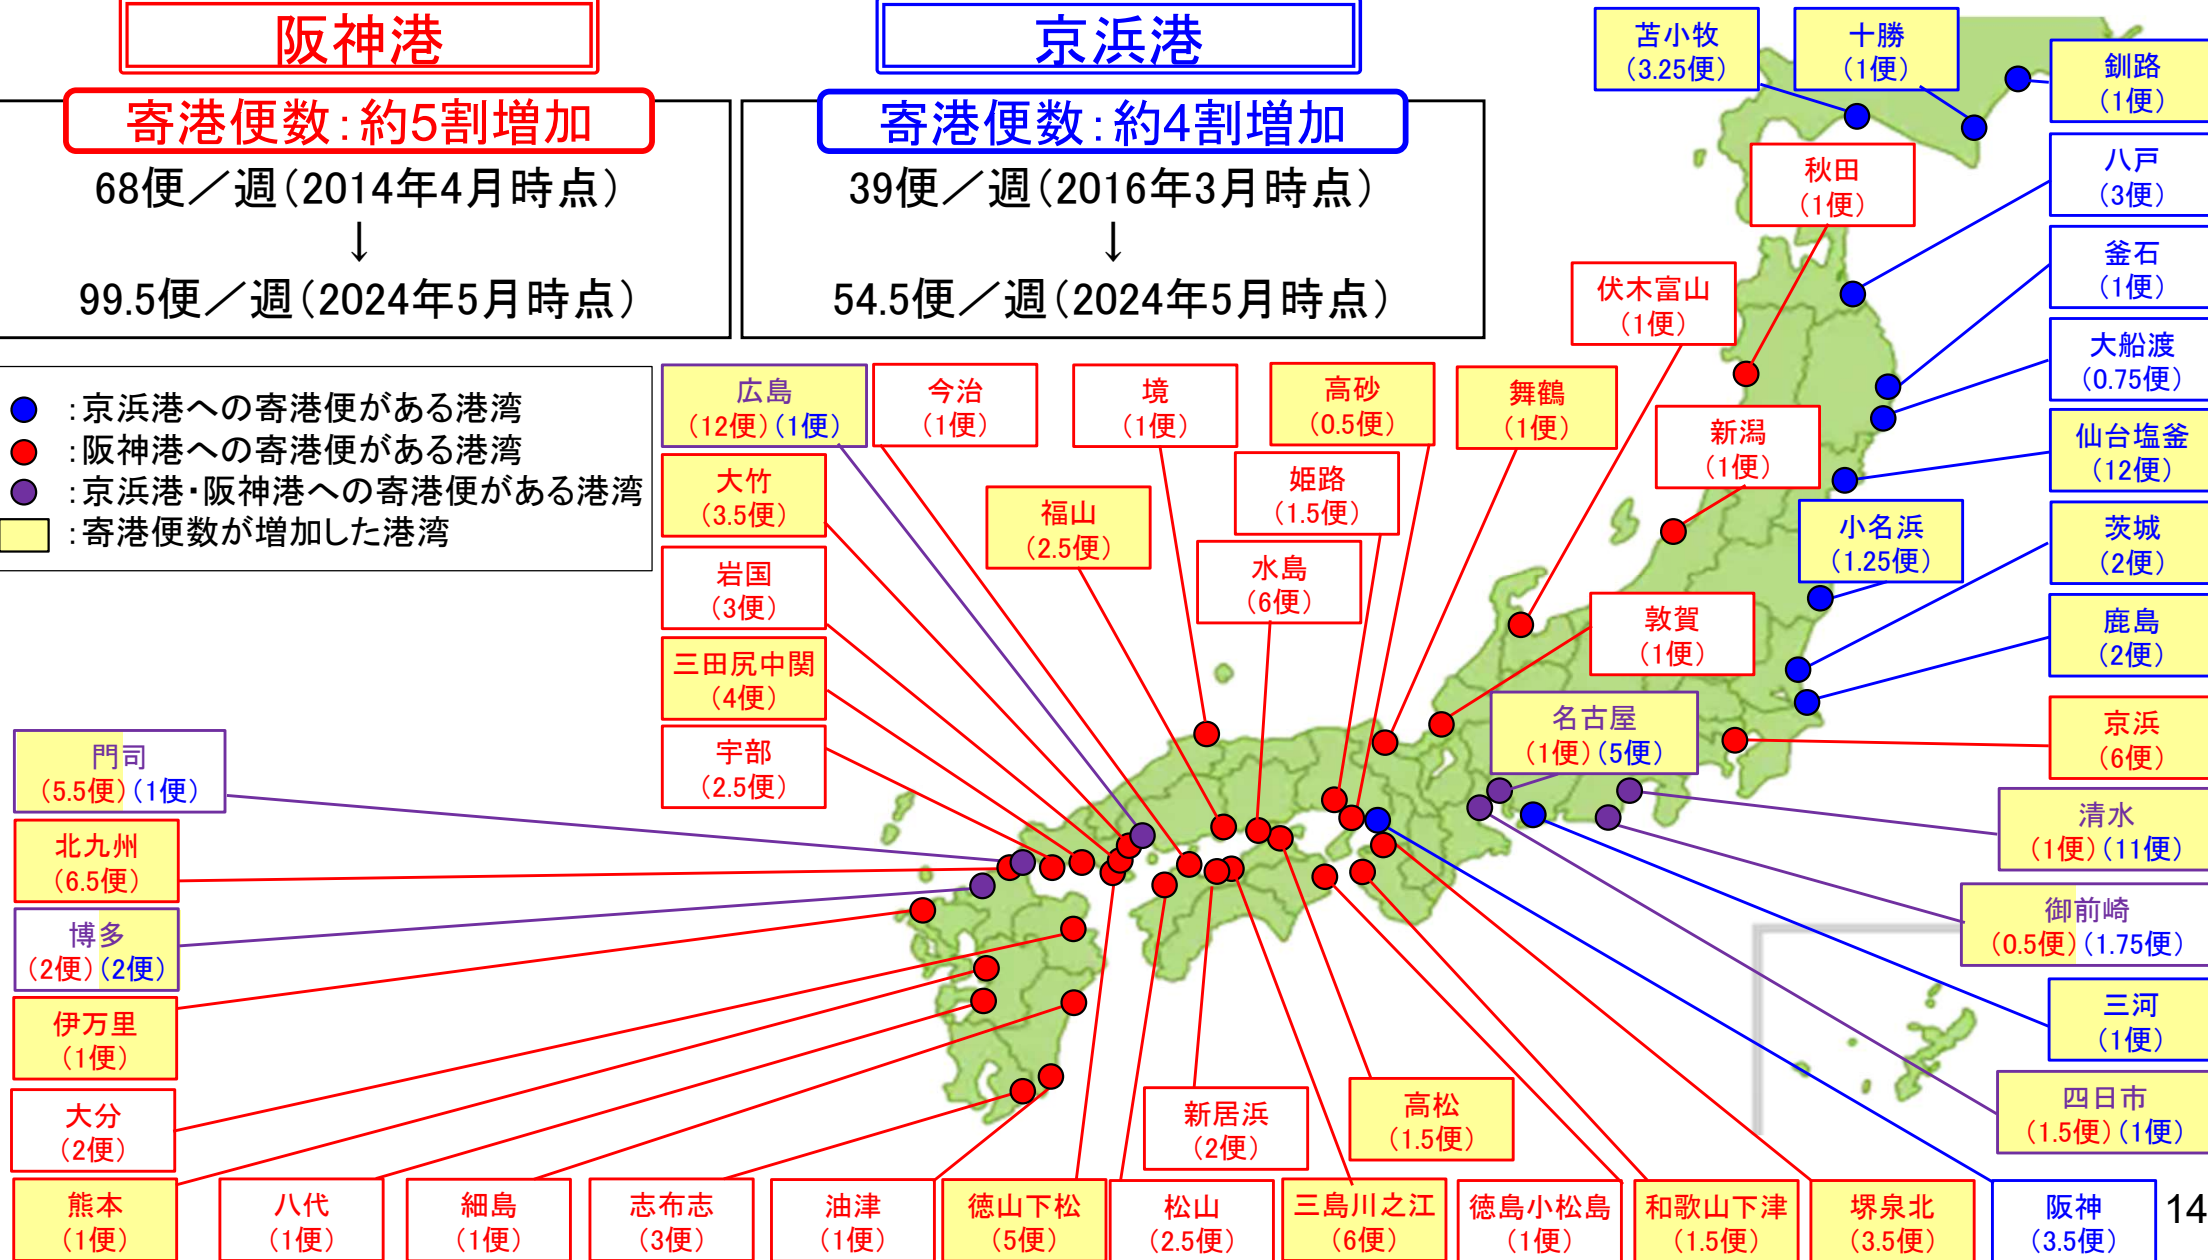 阪神港
寄港便数：約5割増加
68便／週（2014年4月時点）
↓
99.5便／週（2024年5月時点）
京浜港
寄港便数：約4割増加
39便／週（2016年3月時点）
↓
54.5便／週（2024年5月時点）
：京浜港への寄港便がある港湾
：阪神港への寄港便がある港湾
：京浜港・阪神港への寄港便がある港湾
：寄港便数が増加した港湾
苫小牧
（3.25便）
十勝
（1便）
釧路
（1便）
八戸
（3便）
釜石
（1便）
大船渡
（0.75便）
仙台塩釜
（12便）
茨城
（2便）
鹿島
（2便）
京浜
（6便）
清水
（1便）（11便）
御前崎
（0.5便）（1.75便）
三河
（1便）
四日市
（1.5便）（1便）
秋田
（1便）
伏木富山
（1便）
新潟
（1便）
小名浜
（1.25便）
敦賀
（1便）
名古屋
（1便）（5便）
広島
（12便）（1便）
今治
（1便）
境
（1便）
高砂
（0.5便）
舞鶴
（1便）
大竹
（3.5便）
福山
（2.5便）
姫路
（1.5便）
岩国
（3便）
水島
（6便）
三田尻中関
（4便）
宇部
（2.5便）
門司
（5.5便）（1便）
北九州
（6.5便）
博多
（2便）（2便）
伊万里
（1便）
大分
（2便）
熊本
（1便）
八代
（1便）
細島
（1便）
志布志
（3便）
油津
（1便）
徳山下松
（5便）
松山
（2.5便）
新居浜
（2便）
高松
（1.5便）
三島川之江
（6便）
徳島小松島
（1便）
和歌山下津
（1.5便）
堺泉北
（3.5便）
阪神
（3.5便）
14